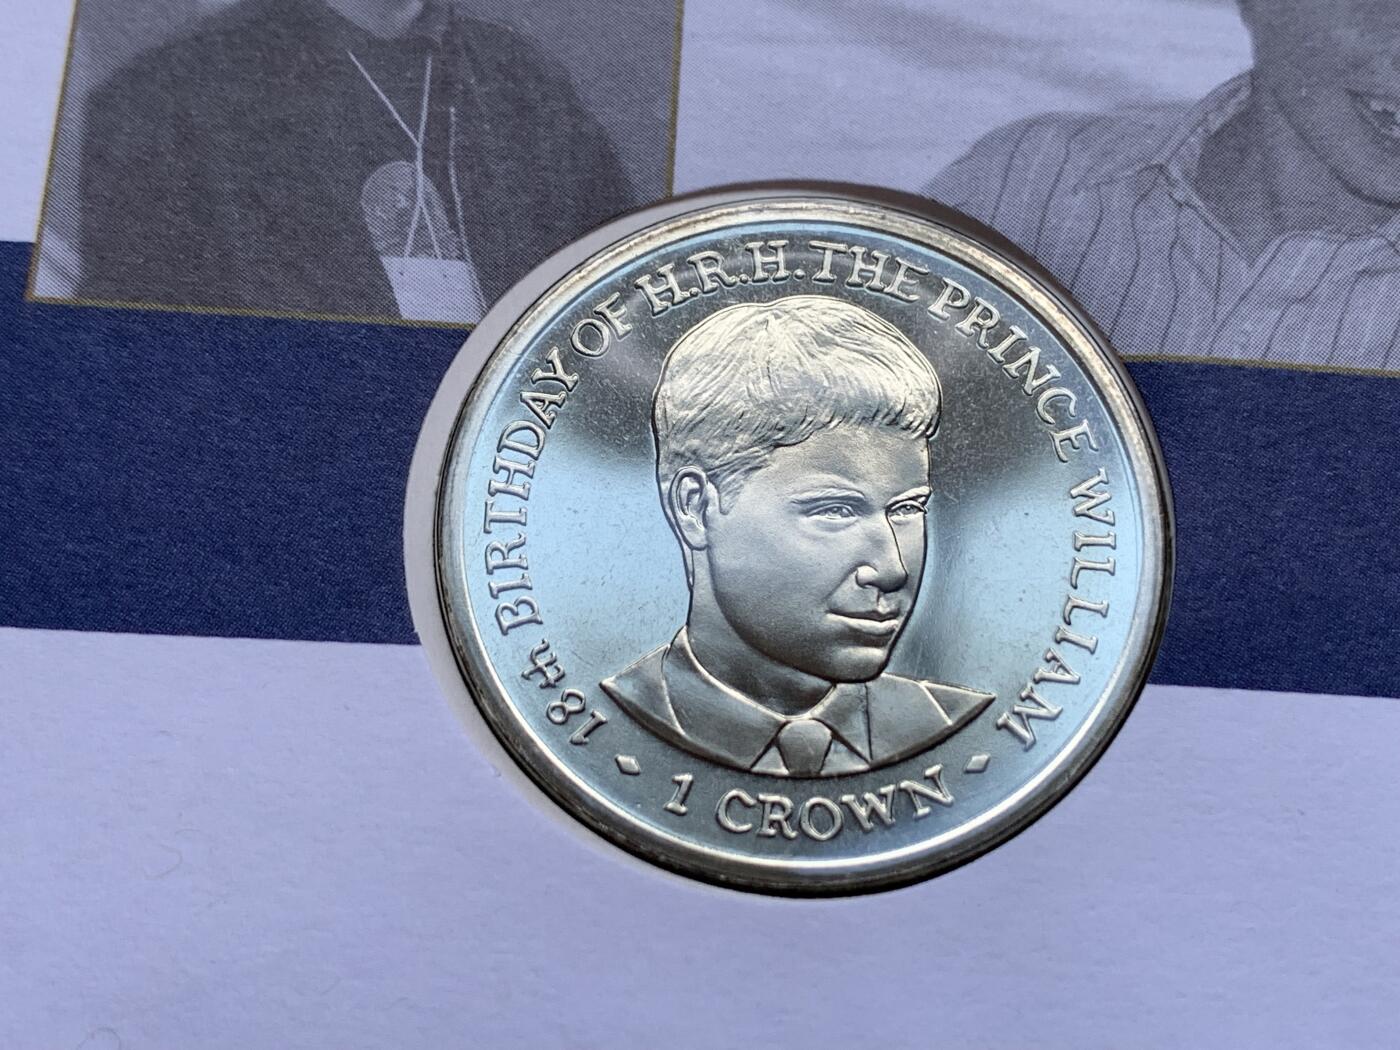 18th BIRTHDAY OF H.R.H. THE PRINCE WILLIAM
1 CROWN